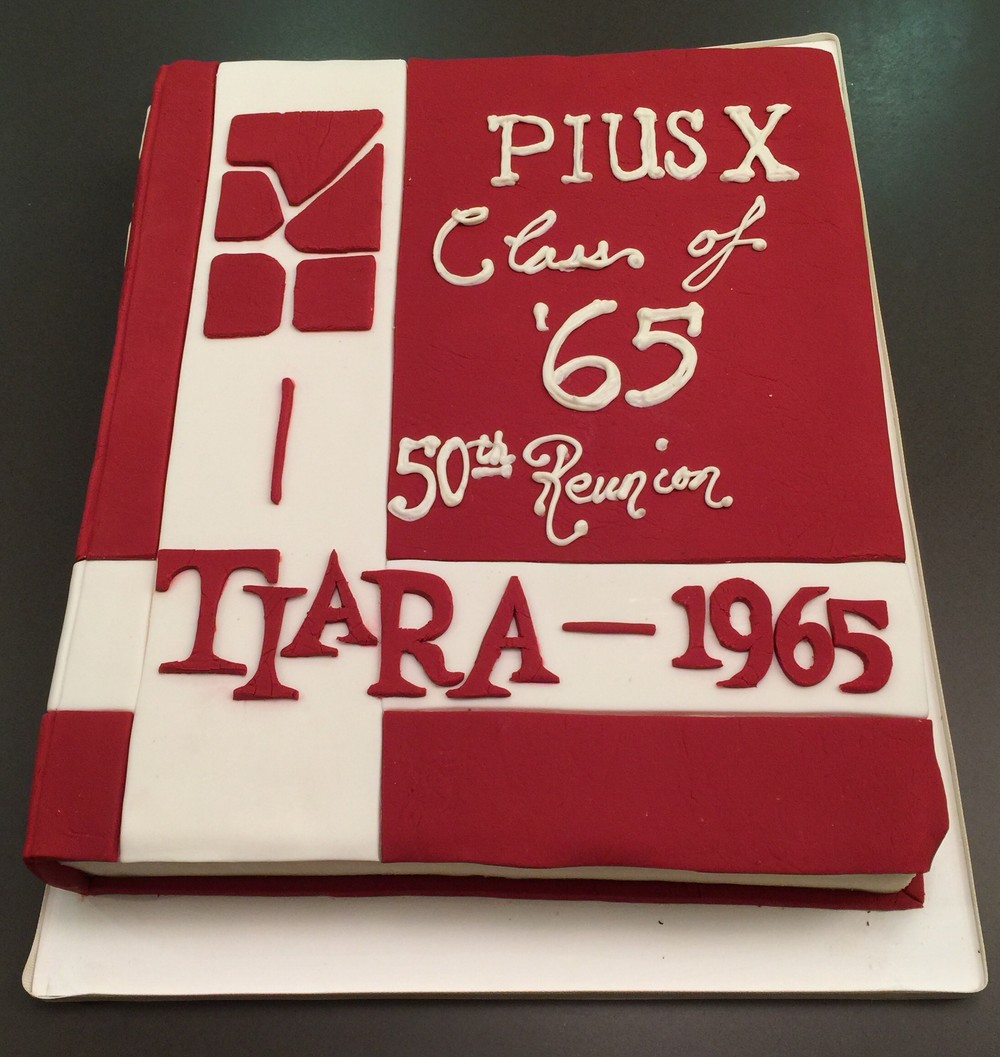 PIUS X
Class of
'65
50th Reunion
TIARA — 1965